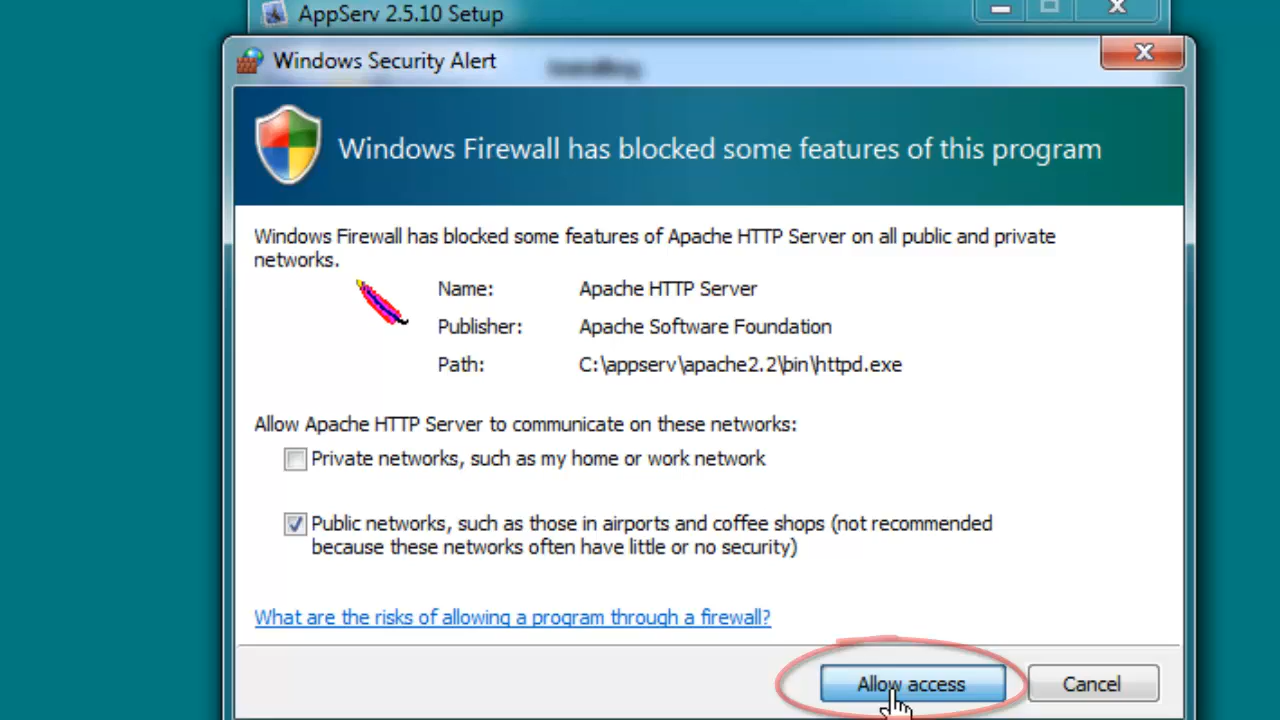 AppServ 2.5.10 Setup
Windows Security Alert
Windows Firewall has blocked some features of this program
Windows Firewall has blocked some features of Apache HTTP Server on all public and private
networks.
Name: Apache HTTP Server
Publisher: Apache Software Foundation
Path: C:\appserv\apache2.2\bin\httpd.exe
Allow Apache HTTP Server to communicate on these networks:
Private networks, such as my home or work network
Public networks, such as those in airports and coffee shops (not recommended
because these networks often have little or no security)
What are the risks of allowing a program through a firewall?
Allow access Cancel